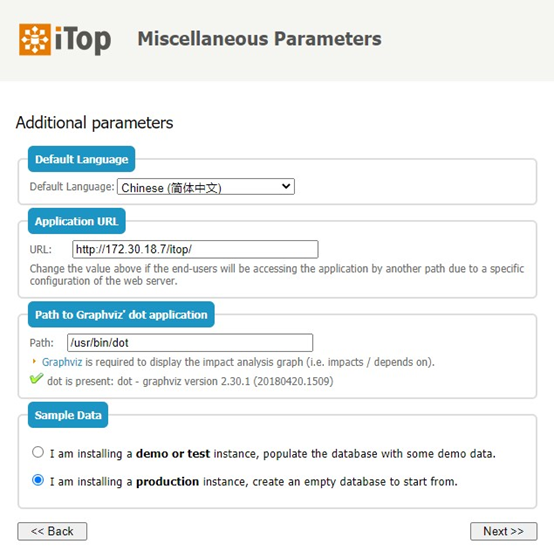 iTop Miscellaneous Parameters
Additional parameters
Default Language
Default Language: Chinese (简体中文)
Application URL
URL: http://172.30.18.7/itop/
Change the value above if the end-users will be accessing the application by another path due to a specific
configuration of the web server.
Path to Graphviz' dot application
Path: /usr/bin/dot
Graphviz is required to display the impact analysis graph (i.e. impacts / depends on).
dot is present: dot - graphviz version 2.30.1 (20180420.1509)
Sample Data
I am installing a demo or test instance, populate the database with some demo data.
I am installing a production instance, create an empty database to start from.
<< Back Next >>